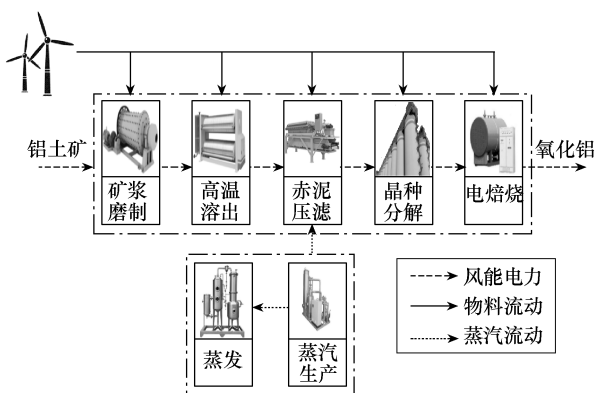 铝土矿
矿浆
磨制
高温
溶出
赤泥
压滤
晶种
分解
电焙烧
氧化铝
蒸发
蒸汽
生产
风能电力
物料流动
蒸汽流动